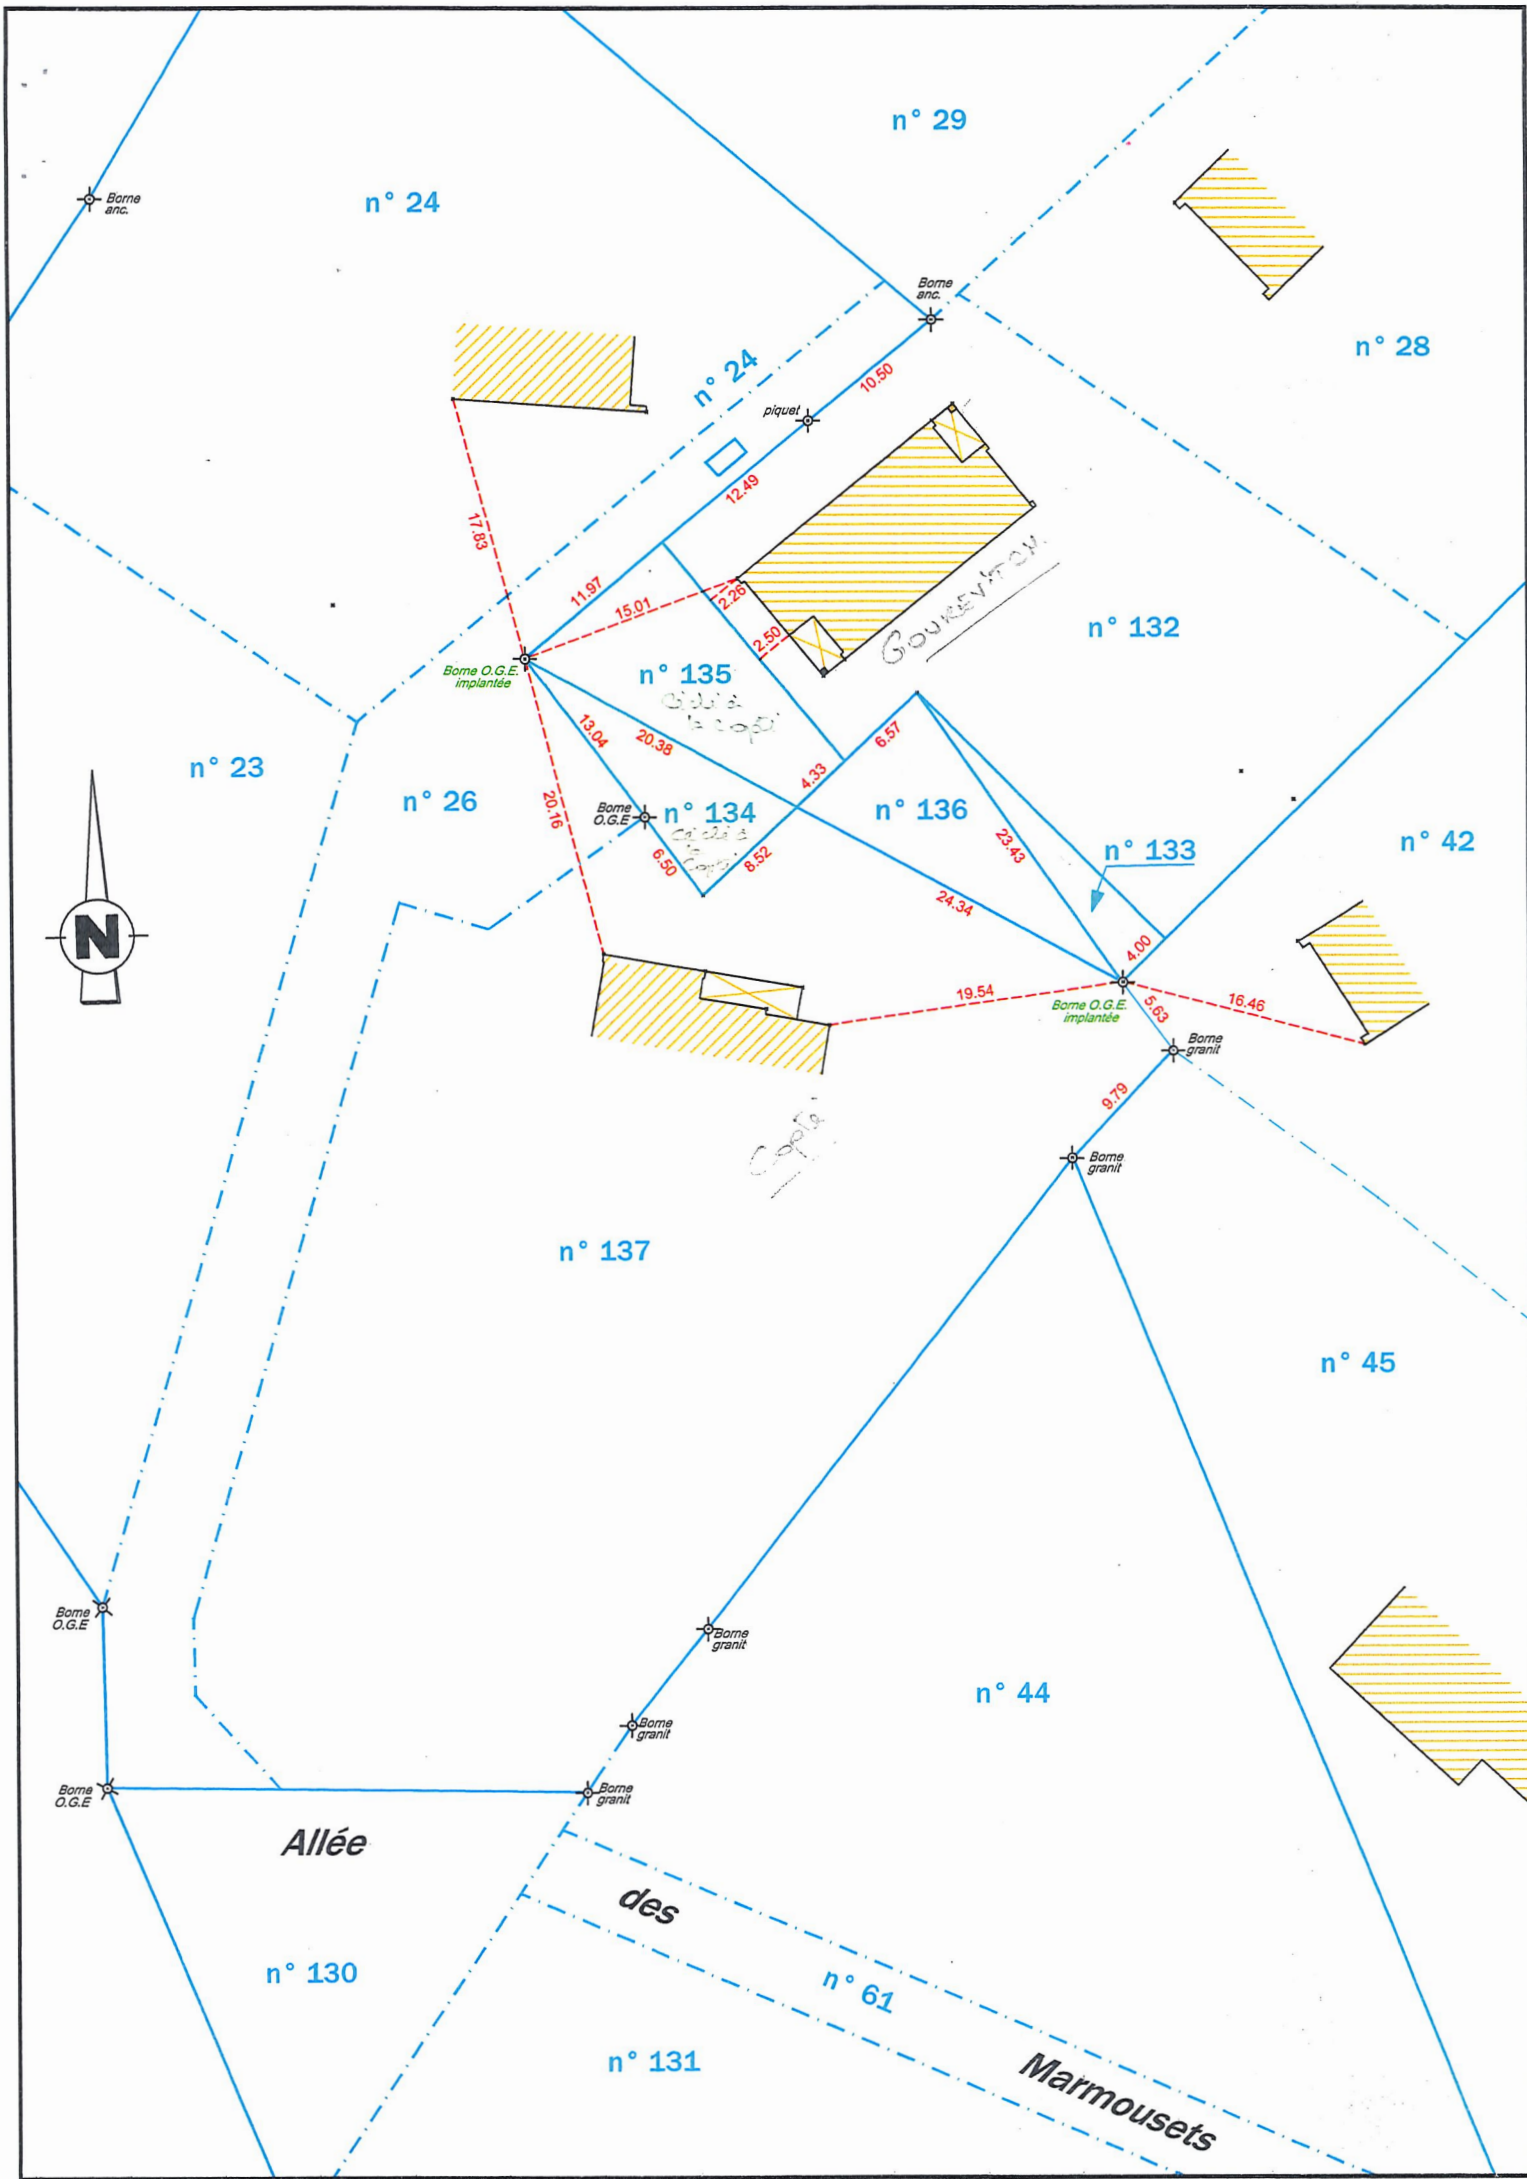 n° 29
n° 24
Borne
anc.
Borne
anc.
n° 28
n° 24
10.50
piquet
12.49
17.83
11.97
15.01
2.26
2.50
n° 132
Borne O.G.E.
implantée
n° 135
13.04
20.38
6.57
n° 23
n° 26
20.16
4.33
Borne
O.G.E
n° 134
n° 136
n° 42
6.50
8.52
23.43
n° 133
24.34
N
4.00
19.54
Borne O.G.E.
implantée
5.63
16.46
Borne
granit
9.79
Copté
Borne
granit
n° 137
n° 45
Borne
O.G.E
Borne
granit
n° 44
Borne
granit
Borne
O.G.E
Borne
granit
Allée
des
n° 130
n° 61
n° 131
Marmousets